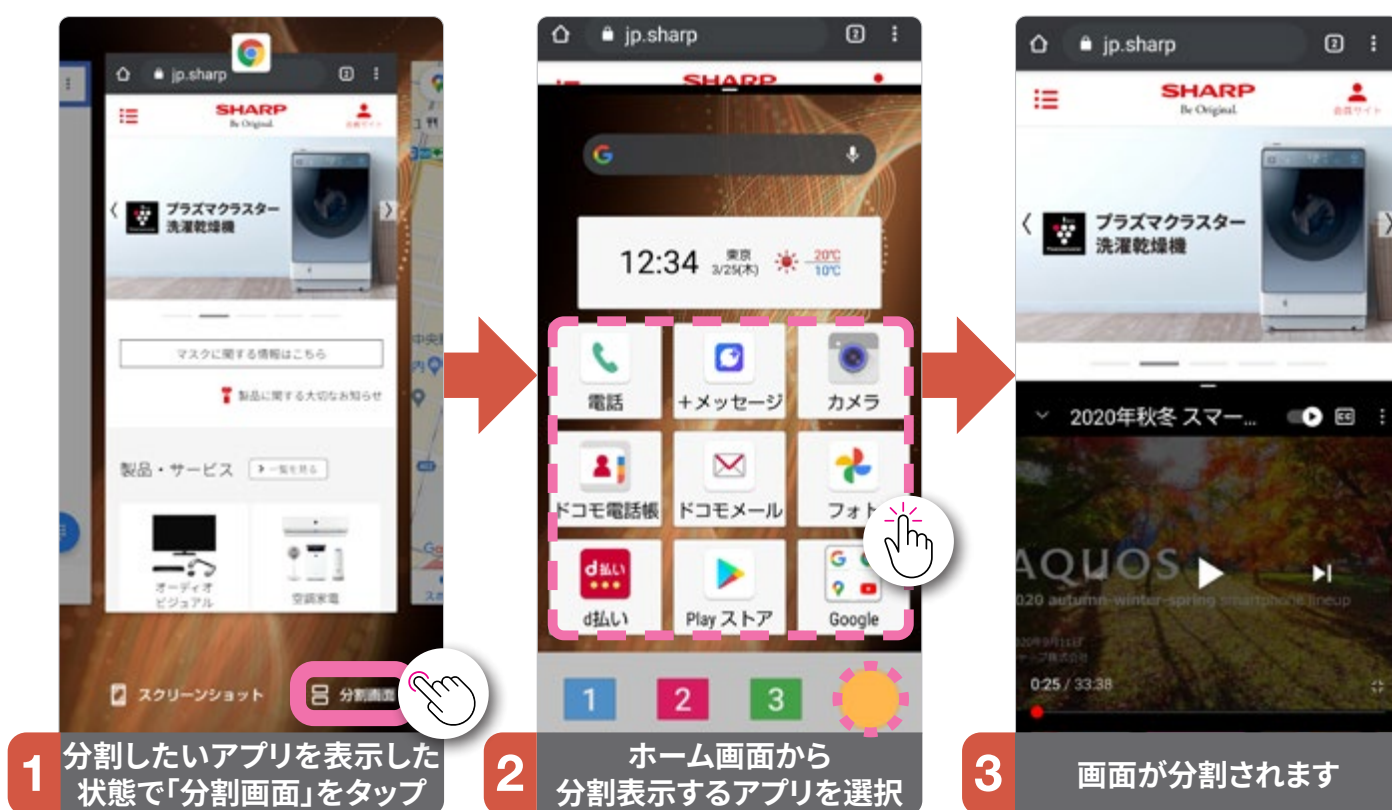 jp.sharp
2
SHARP
Be Original.
会員サイト
プラズマクラスター
洗濯乾燥機
マスクに関する情報はこちら
製品に関する大切なお知らせ
製品・サービス
一覧を見る
オーディオ
ビジュアル
空調家電
スクリーンショット
分割画面
1
分割したいアプリを表示した
状態で「分割画面」をタップ
jp.sharp
2
SHARP
G
12:34
東京
3/25(木)
20℃
10℃
電話
+メッセージ
カメラ
ドコモ電話帳
ドコモメール
フォト
d払い
d払い
Play ストア
Google
1
2
3
2
ホーム画面から
分割表示するアプリを選択
jp.sharp
2
SHARP
Be Original.
会員サイト
プラズマクラスター
洗濯乾燥機
2020年秋冬 スマー...
CC
AQUOS
020 autumn-winter-spring smartphone lineup
0:25 / 33:38
3
画面が分割されます